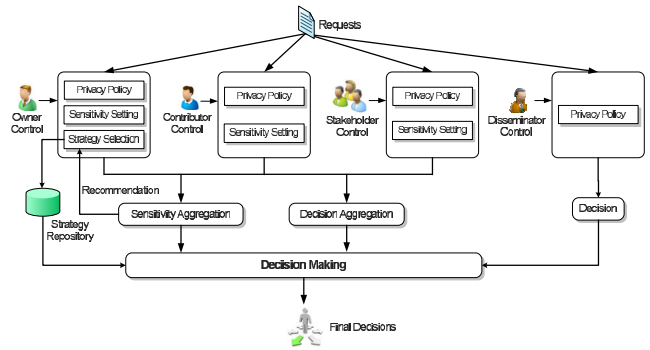 Requests
Owner
Control
Privacy Policy
Sensitivity Setting
Strategy Selection
Contributor
Control
Privacy Policy
Sensitivity Setting
Stakeholder
Control
Privacy Policy
Sensitivity Setting
Disseminator
Control
Privacy Policy
Recommendation
Strategy
Repository
Sensitivity Aggregation
Decision Aggregation
Decision
Decision Making
Final Decisions